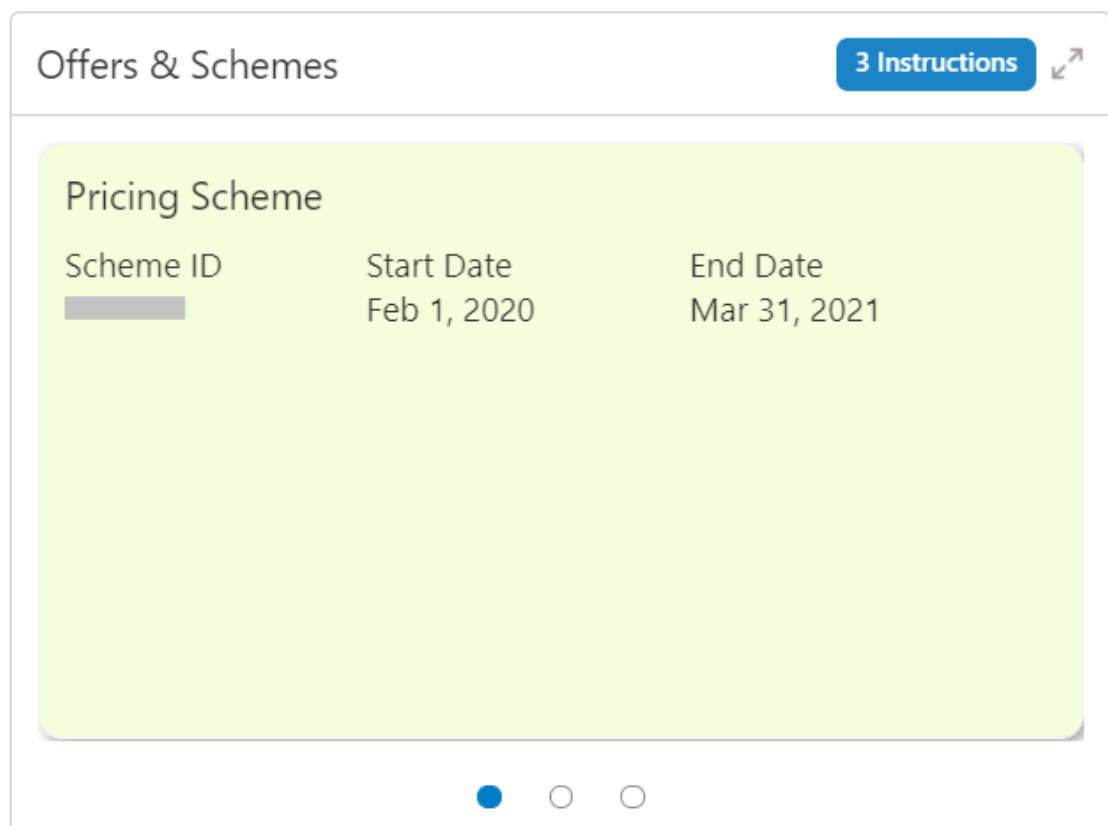 Offers & Schemes
3 Instructions
Pricing Scheme
Scheme ID Start Date End Date
Feb 1, 2020 Mar 31, 2021